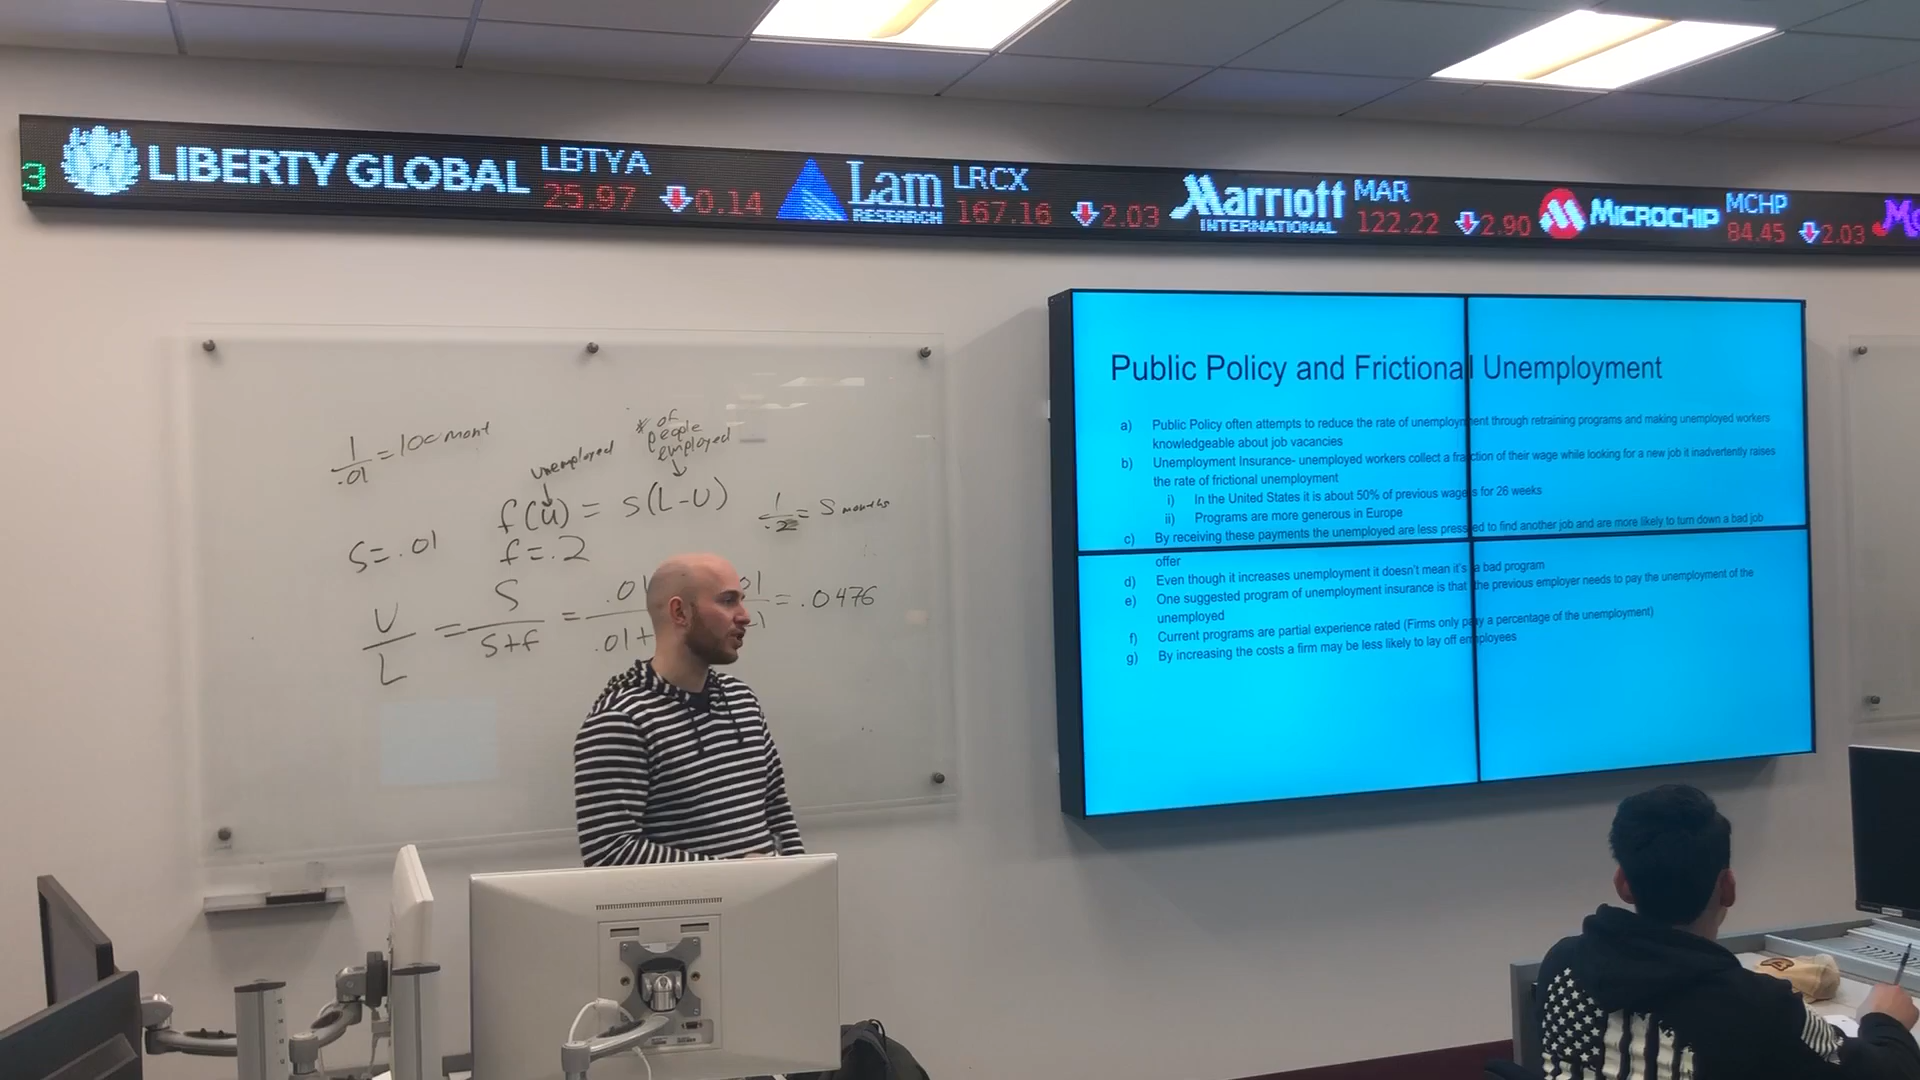 3 LIBERTY GLOBAL LBTYA 25.97 0.14 Lam RESEARCH LRCX 167.16 2.03 Marriott INTERNATIONAL MAR 122.22 2.90 MICROCHIP MCHP 84.45 2.03
1/.01 = 100 mont
unemployed
# of people employed
f(u) = s(L-U)
1/.2 = 5 months
s = .01
f = .2
U/L = S/S+f = .01/.01+ = .0476
Public Policy and Frictional Unemployment
a) Public Policy often attempts to reduce the rate of unemployment through retraining programs and making unemployed workers
knowledgeable about job vacancies
b) Unemployment Insurance- unemployed workers collect a fraction of their wage while looking for a new job it inadvertently raises
the rate of frictional unemployment
i) In the United States it is about 50% of previous wages for 26 weeks
ii) Programs are more generous in Europe
c) By receiving these payments the unemployed are less pressed to find another job and are more likely to turn down a bad job
offer
d) Even though it increases unemployment it doesn't mean it's a bad program
e) One suggested program of unemployment insurance is that the previous employer needs to pay the unemployment of the
unemployed
f) Current programs are partial experience rated (Firms only pay a percentage of the unemployment)
g) By increasing the costs a firm may be less likely to lay off employees